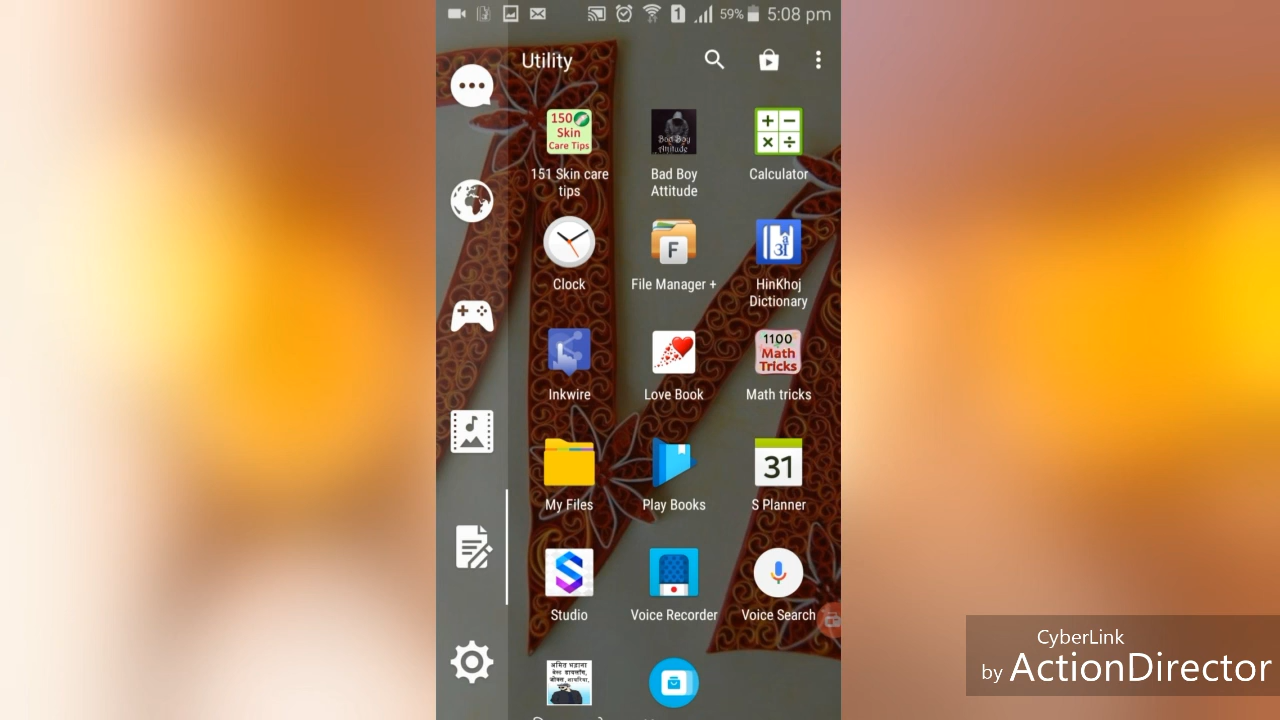 1 59% 5:08 pm
Utility
150
Skin
Care Tips
Bad Boy
Attitude
151 Skin care
tips
Bad Boy
Attitude
Calculator
F
Clock
File Manager +
HinKhoj
Dictionary
1100
Math
Tricks
Inkwire
Love Book
Math tricks
31
My Files
Play Books
S Planner
Studio
Voice Recorder
Voice Search
CyberLink
by ActionDirector